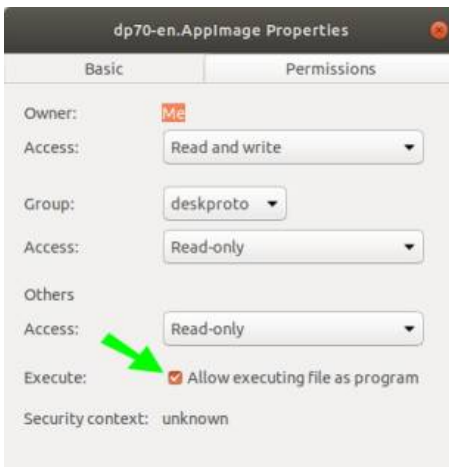 dp70-en.AppImage Properties
Basic Permissions
Owner: Me
Access: Read and write
Group: deskproto
Access: Read-only
Others
Access: Read-only
Execute: Allow executing file as program
Security context: unknown